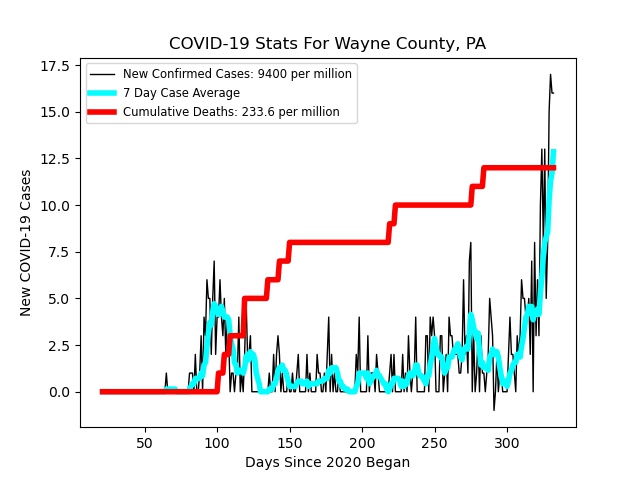 COVID-19 Stats For Wayne County, PA
New Confirmed Cases: 9400 per million
7 Day Case Average
Cumulative Deaths: 233.6 per million
New COVID-19 Cases
17.5
15.0
12.5
10.0
7.5
5.0
2.5
0.0
50
100
150
200
250
300
Days Since 2020 Began